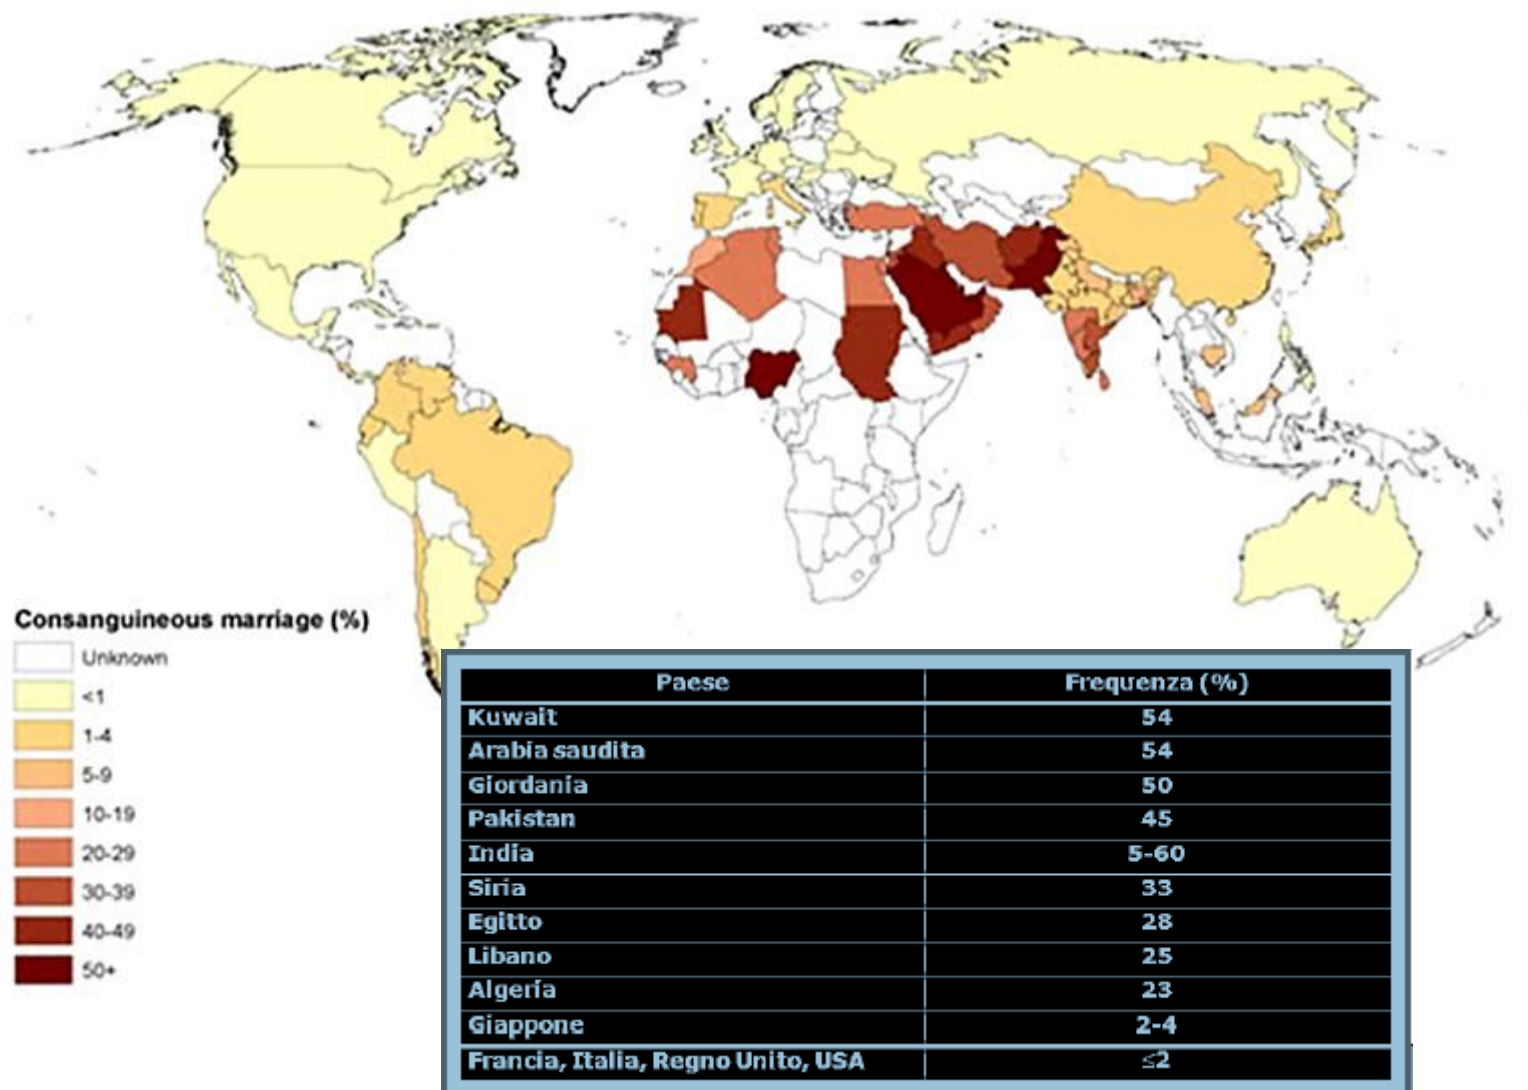 Consanguineous marriage (%)
Unknown
<1
1-4
5-9
10-19
20-29
30-39
40-49
50+
Paese Frequenza (%)
Kuwait 54
Arabia saudita 54
Giordania 50
Pakistan 45
India 5-60
Siria 33
Egitto 28
Libano 25
Algeria 23
Giappone 2-4
Francia, Italia, Regno Unito, USA ≤2